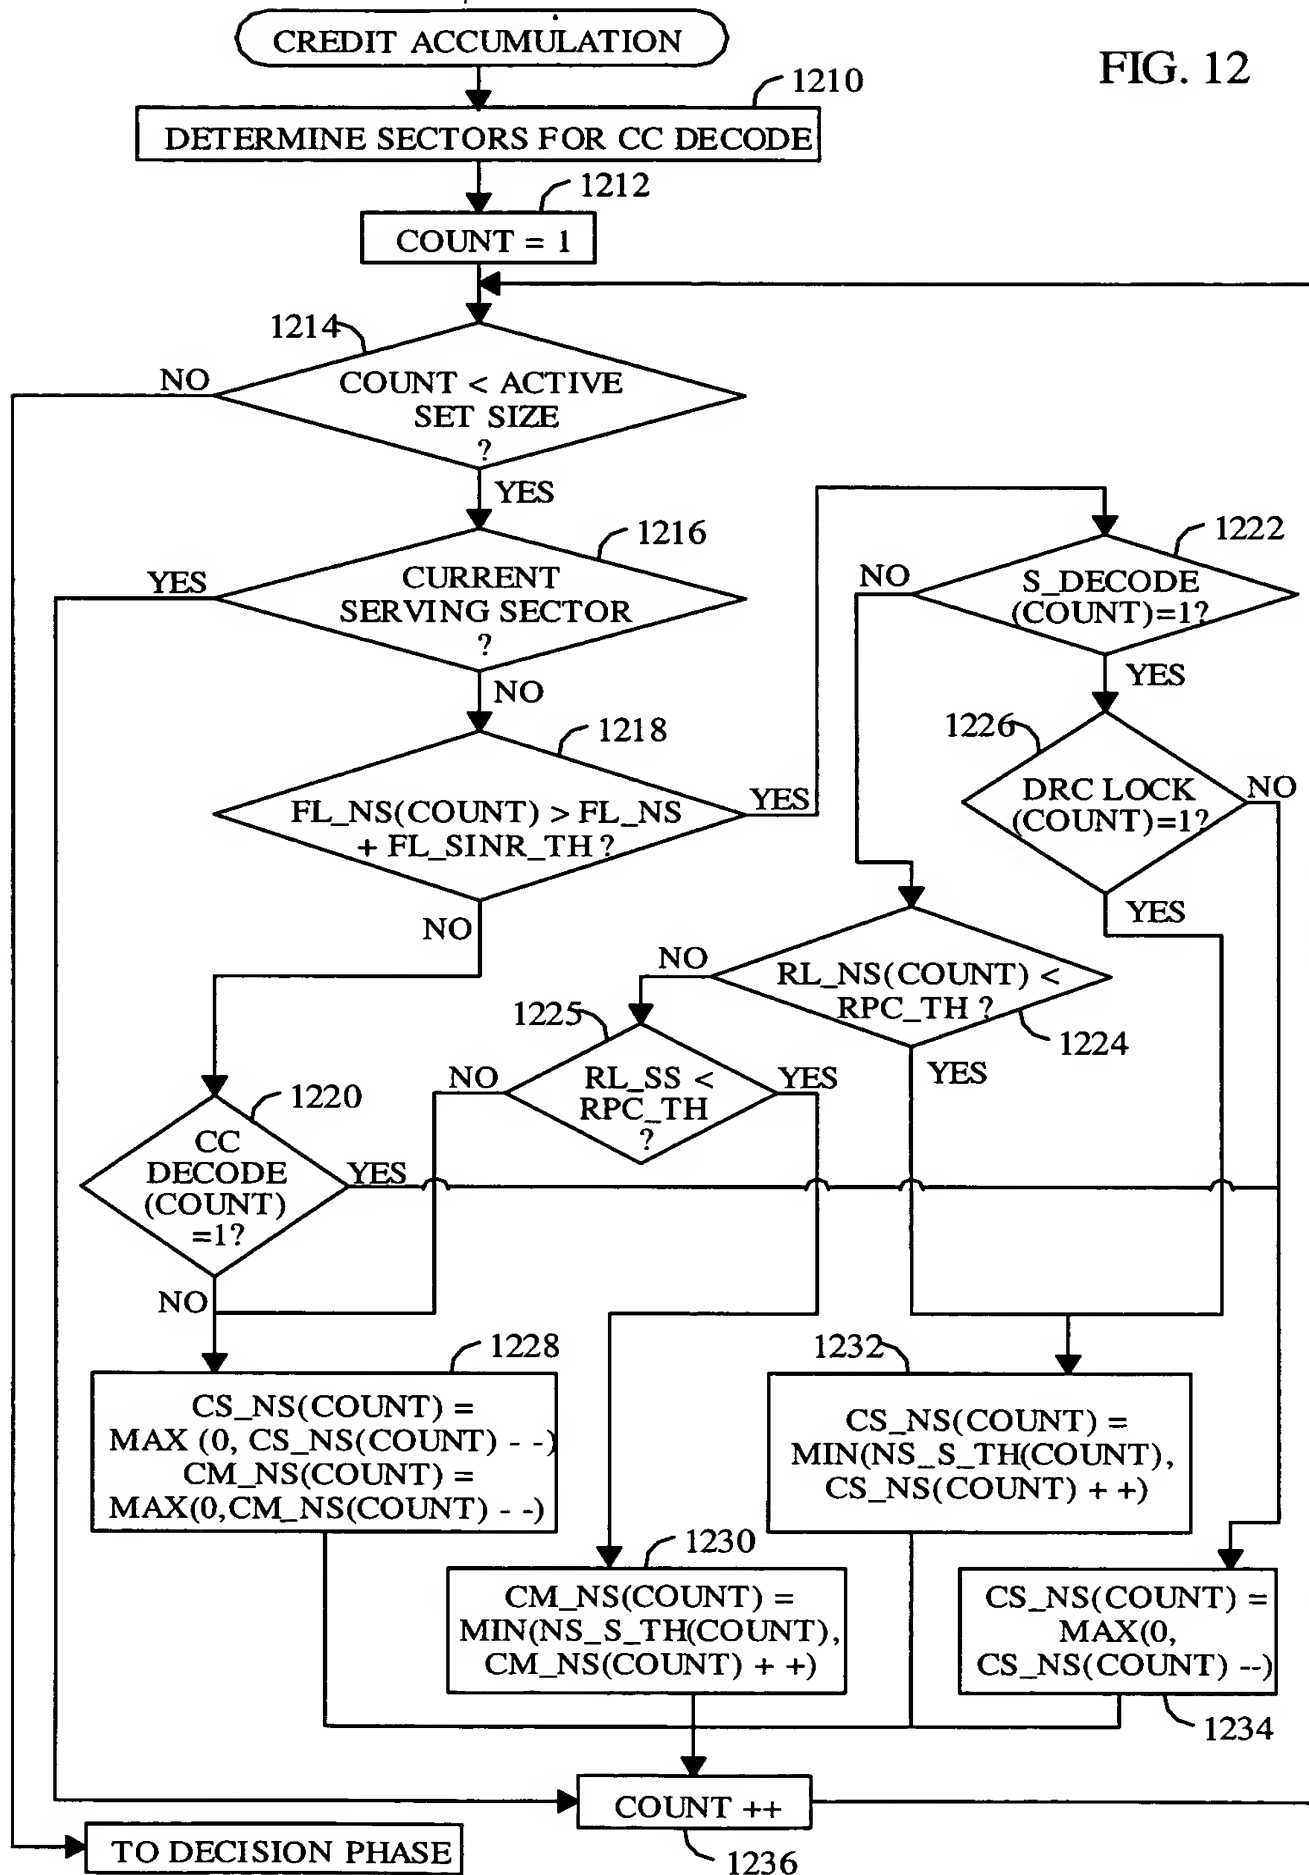 CREDIT ACCUMULATION
FIG. 12
1210
DETERMINE SECTORS FOR CC DECODE
1212
COUNT = 1
1214
NO
COUNT < ACTIVE
SET SIZE
?
YES
1216
YES
CURRENT
SERVING SECTOR
?
NO
1222
NO
S_DECODE
(COUNT)=1?
YES
1218
FL_NS(COUNT) > FL_NS
+ FL_SINR_TH ?
YES
NO
1226
DRC LOCK
(COUNT)=1?
NO
YES
NO
RL_NS(COUNT) <
RPC_TH ?
1224
YES
1225
NO
RL_SS <
RPC_TH
?
YES
1220
CC
DECODE
(COUNT)
=1?
YES
NO
1228
CS_NS(COUNT) =
MAX (0, CS_NS(COUNT) - -)
CM_NS(COUNT) =
MAX(0,CM_NS(COUNT) - -)
1232
CS_NS(COUNT) =
MIN(NS_S_TH(COUNT),
CS_NS(COUNT) + +)
1230
CM_NS(COUNT) =
MIN(NS_S_TH(COUNT),
CM_NS(COUNT) + +)
CS_NS(COUNT) =
MAX(0,
CS_NS(COUNT) --)
1234
COUNT ++
1236
TO DECISION PHASE